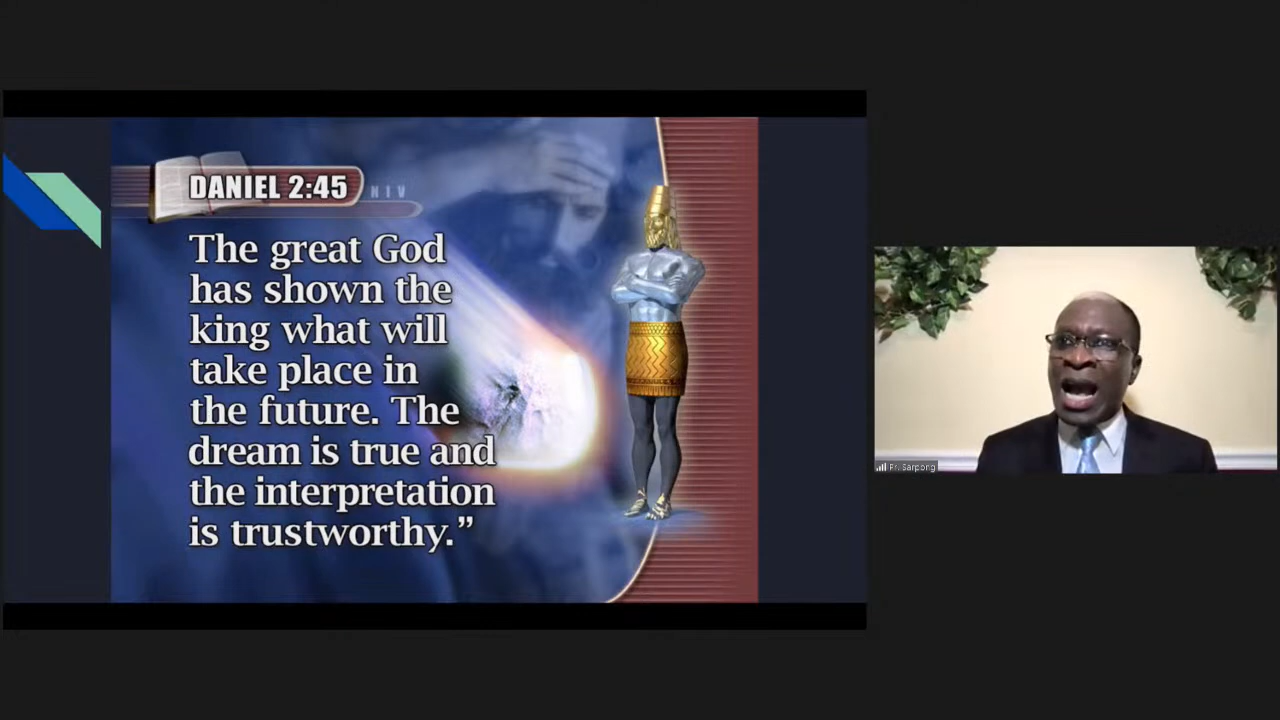 DANIEL 2:45 NIV
The great God
has shown the
king what will
take place in
the future. The
dream is true and
the interpretation
is trustworthy.”
Pr. Sarpong